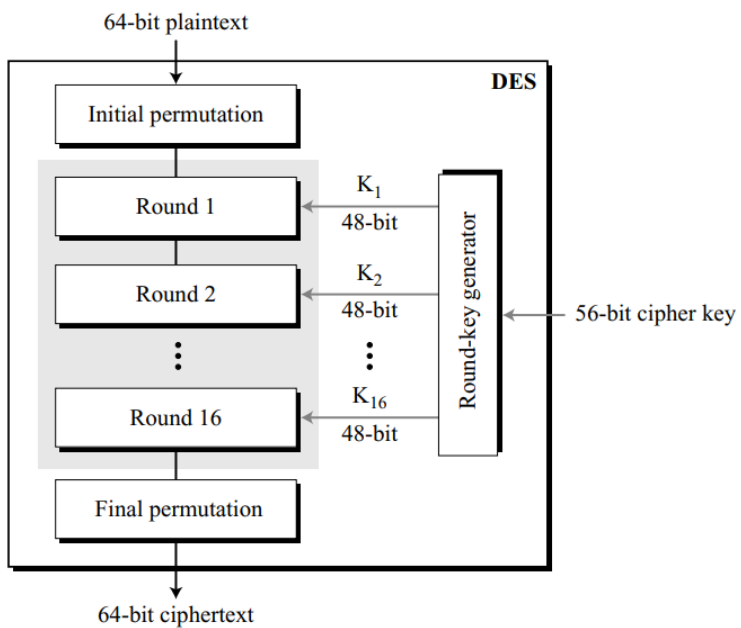 64-bit plaintext
DES
Initial permutation
Round 1
K₁
48-bit
Round 2
K₂
48-bit
Round 16
K₁₆
48-bit
Round-key generator
56-bit cipher key
Final permutation
64-bit ciphertext